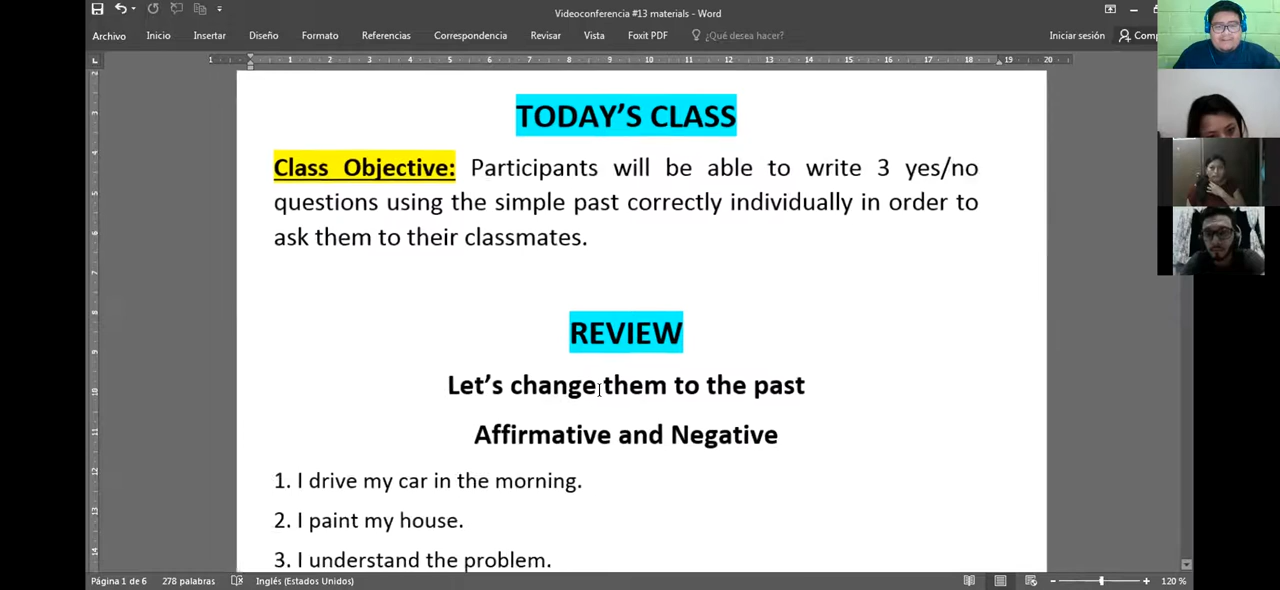 Videoconferencia #13 materials - Word
Archivo Inicio Insertar Diseño Formato Referencias Correspondencia Revisar Vista Foxit PDF ¿Qué desea hacer? Iniciar sesión
TODAY'S CLASS
Class Objective: Participants will be able to write 3 yes/no
questions using the simple past correctly individually in order to
ask them to their classmates.
REVIEW
Let's change them to the past
Affirmative and Negative
1. I drive my car in the morning.
2. I paint my house.
3. I understand the problem.
Página 1 de 6 278 palabras Inglés (Estados Unidos) 120 %